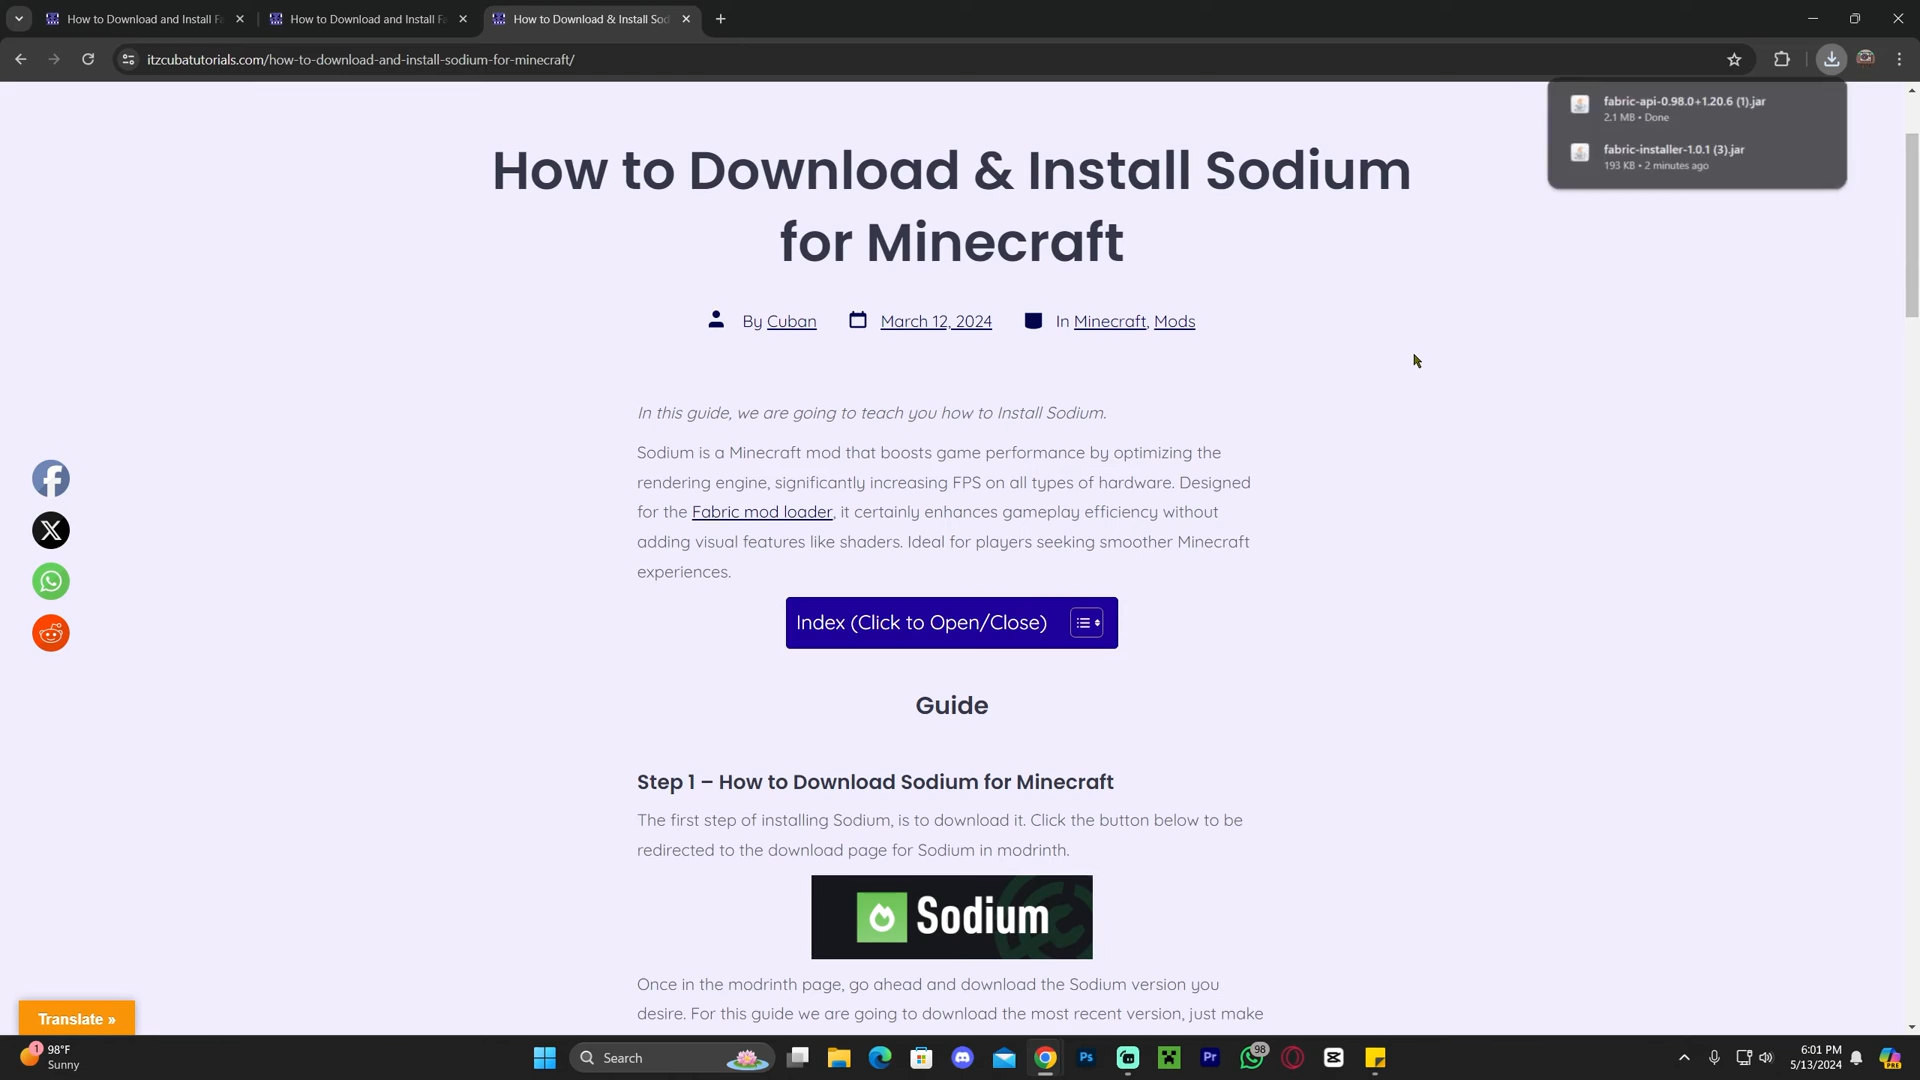 How to Download and Install Fa
How to Download and Install Fa
How to Download & Install Sod
itzcubatutorials.com/how-to-download-and-install-sodium-for-minecraft/
fabric-api-0.98.0+1.20.6 (1).jar
2.1 MB • Done
fabric-installer-1.0.1 (3).jar
193 KB • 2 minutes ago
How to Download & Install Sodium
for Minecraft
By Cuban March 12, 2024 In Minecraft, Mods
In this guide, we are going to teach you how to Install Sodium.
Sodium is a Minecraft mod that boosts game performance by optimizing the
rendering engine, significantly increasing FPS on all types of hardware. Designed
for the Fabric mod loader, it certainly enhances gameplay efficiency without
adding visual features like shaders. Ideal for players seeking smoother Minecraft
experiences.
Index (Click to Open/Close)
Guide
Step 1 – How to Download Sodium for Minecraft
The first step of installing Sodium, is to download it. Click the button below to be
redirected to the download page for Sodium in modrinth.
Sodium
Once in the modrinth page, go ahead and download the Sodium version you
desire. For this guide we are going to download the most recent version, just make
Translate »
1
98°F
Sunny
Search
Ps
Pr
98
6:01 PM
5/13/2024
PRE